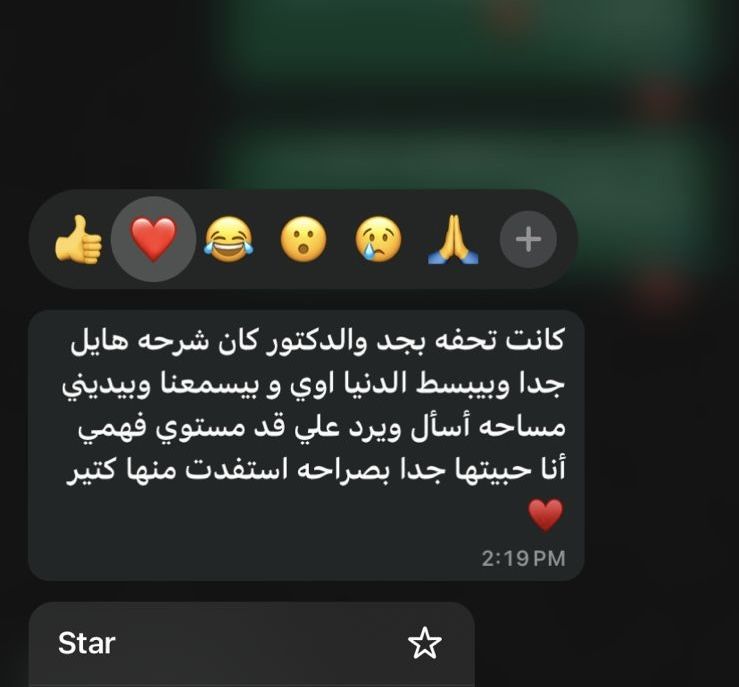 كانت تحفه بجد والدكتور كان شرحه هايل
جدا وبيبسط الدنيا اوي و بيسمعنا وبيديني
مساحه أسأل ويرد علي قد مستوي فهمي
أنا حبيتها جدا بصراحه استفدت منها كتير
♥️
2:19 PM
Star